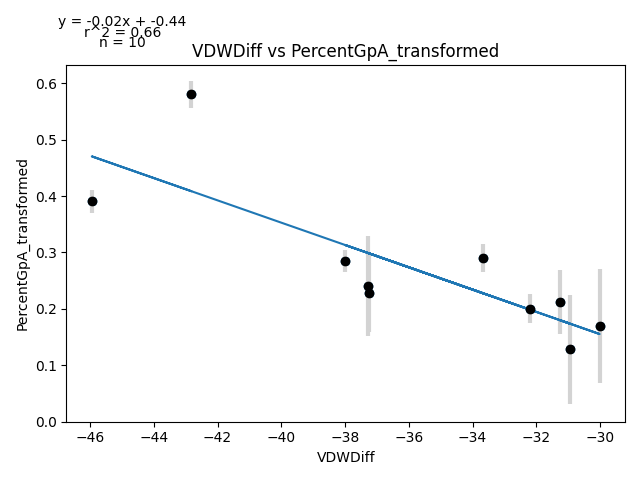 y = -0.02x + -0.44
r^2 = 0.66
n = 10
VDWDiff vs PercentGpA_transformed
PercentGpA_transformed
0.6
0.5
0.4
0.3
0.2
0.1
0.0
−46 −44 −42 −40 −38 −36 −34 −32 −30
VDWDiff